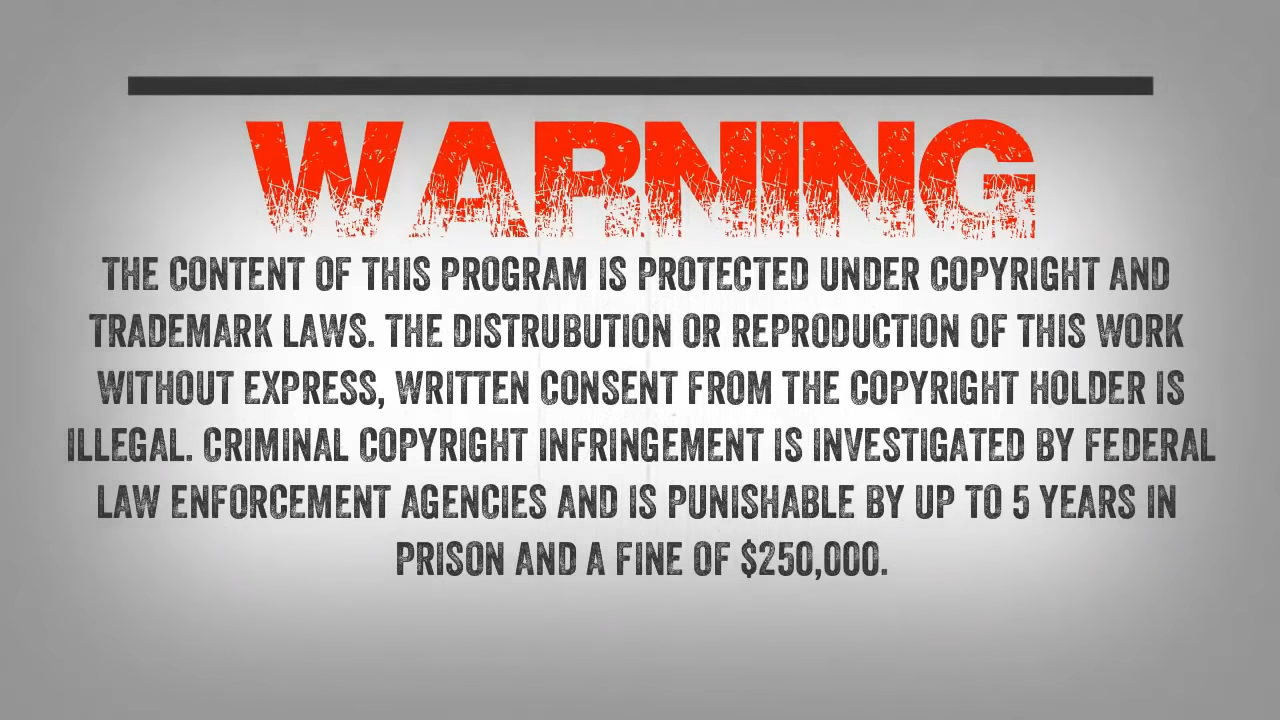 WARNING
THE CONTENT OF THIS PROGRAM IS PROTECTED UNDER COPYRIGHT AND
TRADEMARK LAWS. THE DISTRUBUTION OR REPRODUCTION OF THIS WORK
WITHOUT EXPRESS, WRITTEN CONSENT FROM THE COPYRIGHT HOLDER IS
ILLEGAL. CRIMINAL COPYRIGHT INFRINGEMENT IS INVESTIGATED BY FEDERAL
LAW ENFORCEMENT AGENCIES AND IS PUNISHABLE BY UP TO 5 YEARS IN
PRISON AND A FINE OF $250,000.